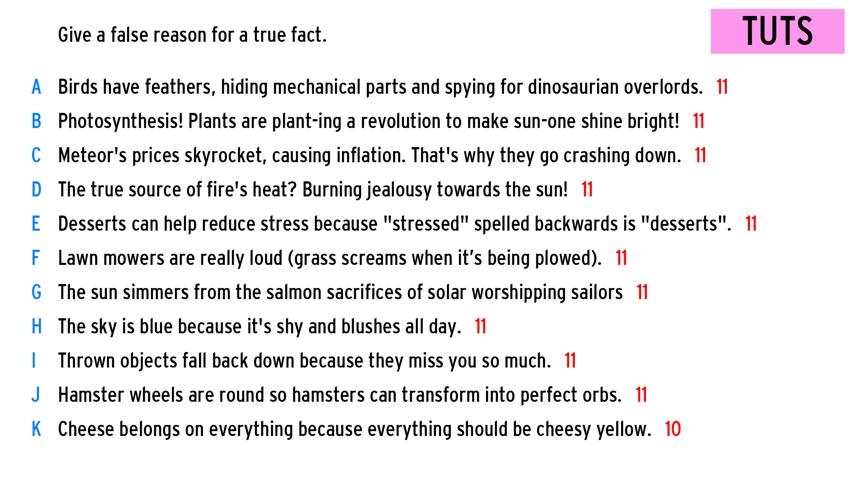 Give a false reason for a true fact.
TUTS
A Birds have feathers, hiding mechanical parts and spying for dinosaurian overlords. 11
B Photosynthesis! Plants are plant-ing a revolution to make sun-one shine bright! 11
C Meteor's prices skyrocket, causing inflation. That's why they go crashing down. 11
D The true source of fire's heat? Burning jealousy towards the sun! 11
E Desserts can help reduce stress because "stressed" spelled backwards is "desserts". 11
F Lawn mowers are really loud (grass screams when it's being plowed). 11
G The sun simmers from the salmon sacrifices of solar worshipping sailors 11
H The sky is blue because it's shy and blushes all day. 11
I Thrown objects fall back down because they miss you so much. 11
J Hamster wheels are round so hamsters can transform into perfect orbs. 11
K Cheese belongs on everything because everything should be cheesy yellow. 10